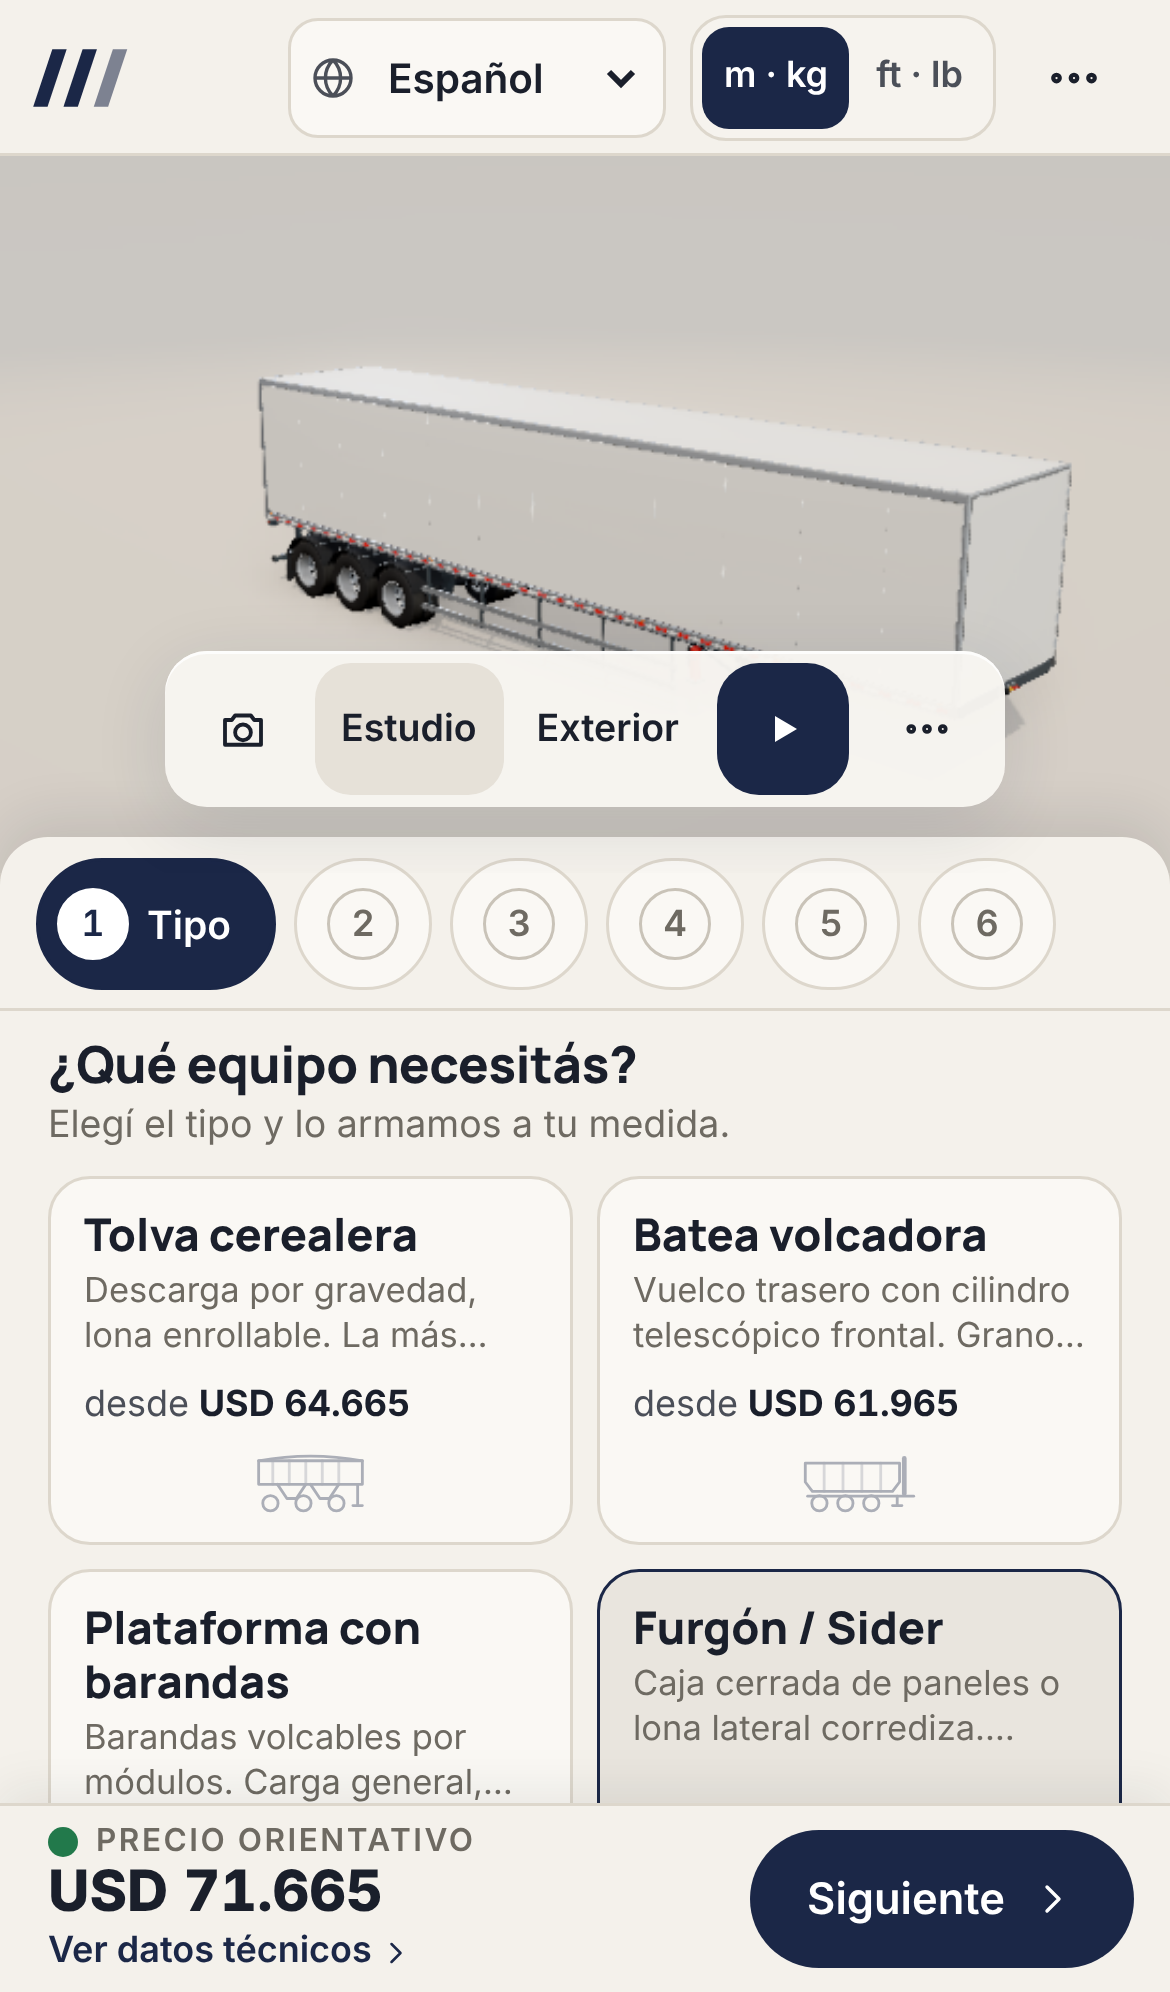 Español
m · kg
ft · lb
Estudio
Exterior
1 Tipo
2
3
4
5
6
¿Qué equipo necesitás?
Elegí el tipo y lo armamos a tu medida.
Tolva cerealera
Descarga por gravedad,
lona enrollable. La más...
desde USD 64.665
Batea volcadora
Vuelco trasero con cilindro
telescópico frontal. Grano...
desde USD 61.965
Plataforma con
barandas
Barandas volcables por
módulos. Carga general,...
Furgón / Sider
Caja cerrada de paneles o
lona lateral corrediza....
PRECIO ORIENTATIVO
USD 71.665
Ver datos técnicos
Siguiente